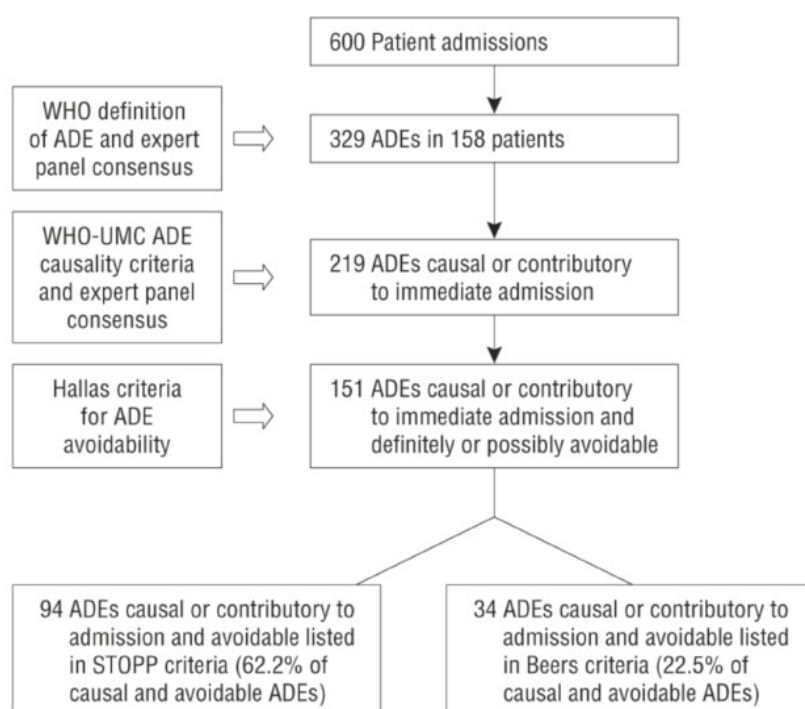 600 Patient admissions
WHO definition
of ADE and expert
panel consensus
329 ADEs in 158 patients
WHO-UMC ADE
causality criteria
and expert panel
consensus
219 ADEs causal or contributory
to immediate admission
Hallas criteria
for ADE
avoidability
151 ADEs causal or contributory
to immediate admission and
definitely or possibly avoidable
94 ADEs causal or contributory to
admission and avoidable listed
in STOPP criteria (62.2% of
causal and avoidable ADEs)
34 ADEs causal or contributory to
admission and avoidable listed
in Beers criteria (22.5% of
causal and avoidable ADEs)